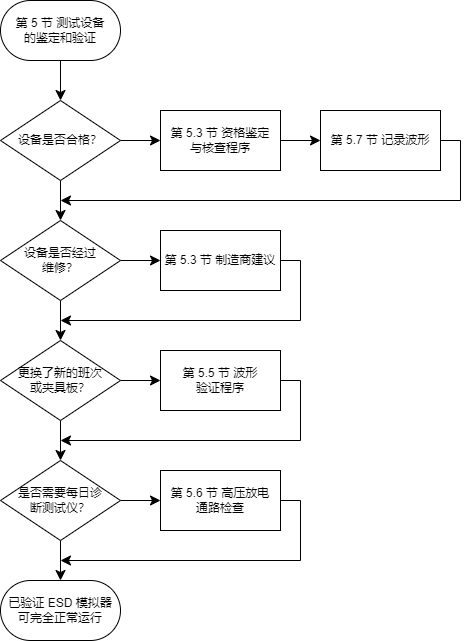 第 5 节 测试设备
的鉴定和验证
设备是否合格？
第 5.3 节 资格鉴定
与核查程序
第 5.7 节 记录波形
设备是否经过
维修？
第 5.3 节 制造商建议
更换了新的班次
或夹具板？
第 5.5 节 波形
验证程序
是否需要每日诊
断测试仪？
第 5.6 节 高压放电
通路检查
已验证 ESD 模拟器
可完全正常运行